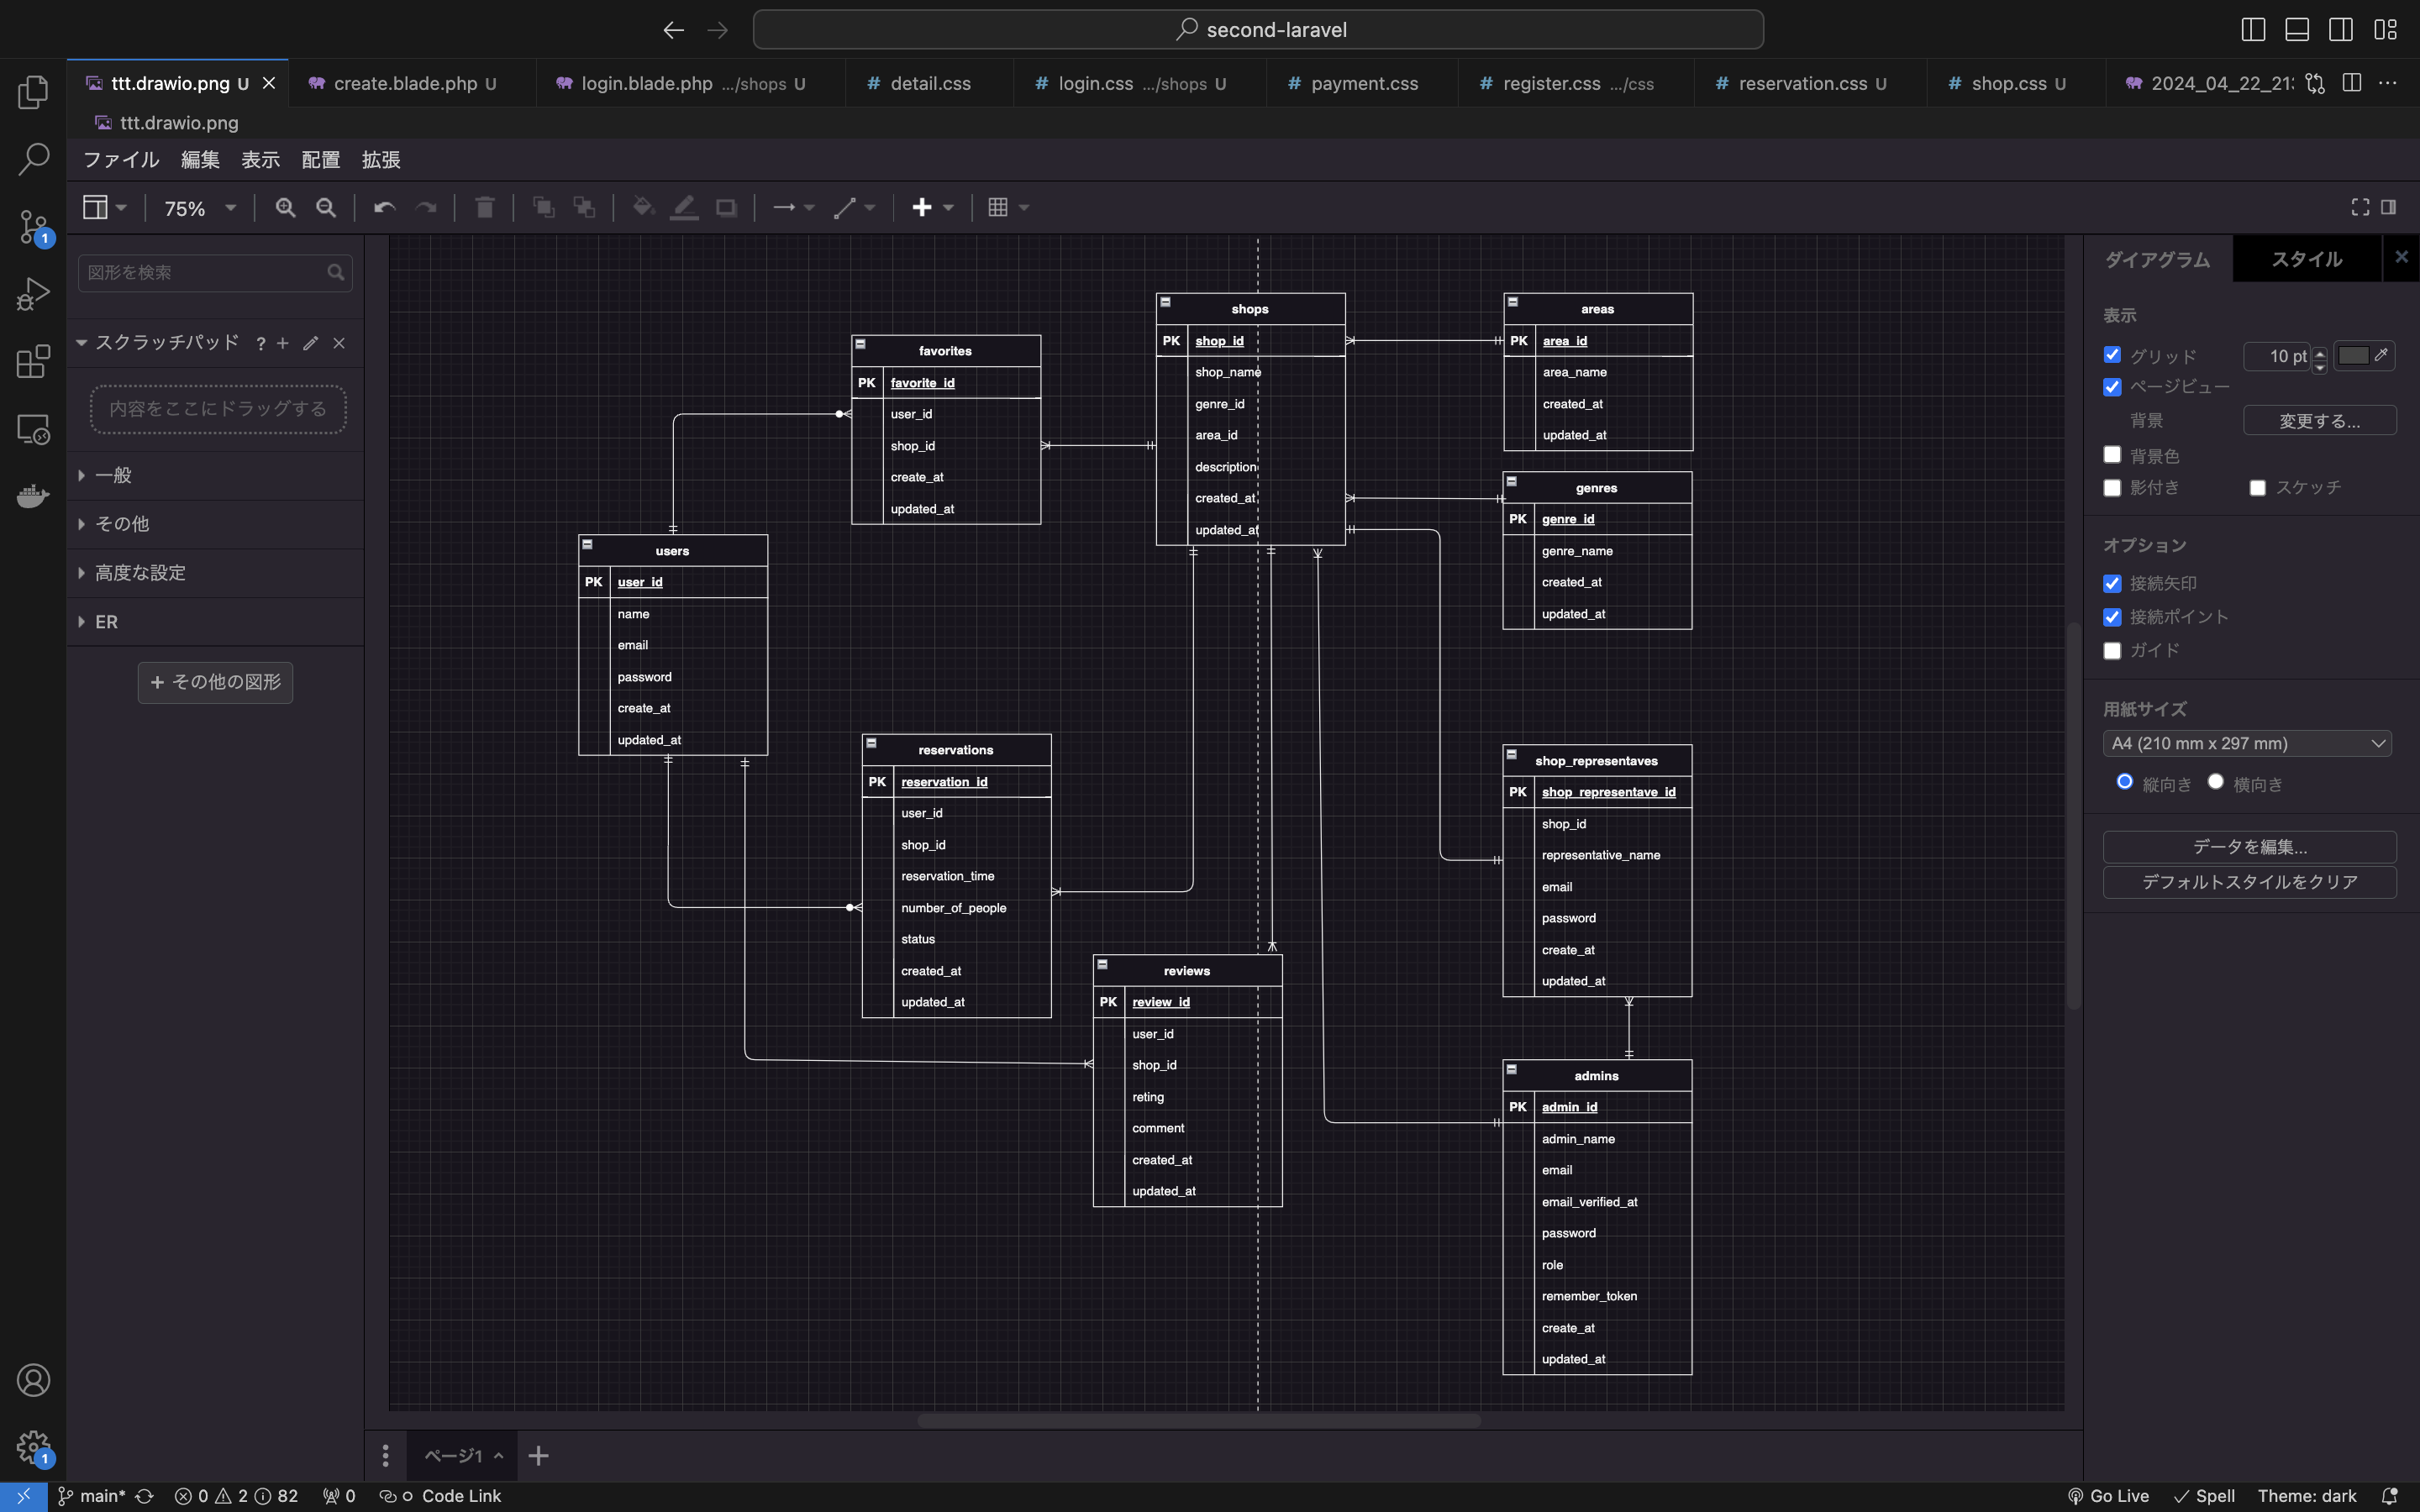 second-laravel
ttt.drawio.png U
create.blade.php U
login.blade.php .../shops U
# detail.css
# login.css .../shops U
# payment.css
# register.css .../css
# reservation.css U
# shop.css U
2024_04_22_21
ttt.drawio.png
ファイル 編集 表示 配置 拡張
75%
図形を検索
スクラッチパッド ?
内容をここにドラッグする
一般
その他
高度な設定
ER
+ その他の図形
favorites
PK favorite_id
user_id
shop_id
create_at
updated_at
shops
PK shop_id
shop_name
genre_id
area_id
description
created_at
updated_at
areas
PK area_id
area_name
created_at
updated_at
genres
PK genre_id
genre_name
created_at
updated_at
users
PK user_id
name
email
password
create_at
updated_at
reservations
PK reservation_id
user_id
shop_id
reservation_time
number_of_people
status
created_at
updated_at
reviews
PK review_id
user_id
shop_id
reting
comment
created_at
updated_at
shop_representaves
PK shop_representave_id
shop_id
representative_name
email
password
create_at
updated_at
admins
PK admin_id
admin_name
email
email_verified_at
password
role
remember_token
create_at
updated_at
ダイアグラム スタイル
表示
グリッド 10 pt
ページビュー
背景 変更する...
背景色
影付き スケッチ
オプション
接続矢印
接続ポイント
ガイド
用紙サイズ
A4 (210 mm x 297 mm)
縦向き 横向き
データを編集...
デフォルトスタイルをクリア
ページ1
1
1
main* 0 2 82 0 Code Link
Go Live Spell Theme: dark